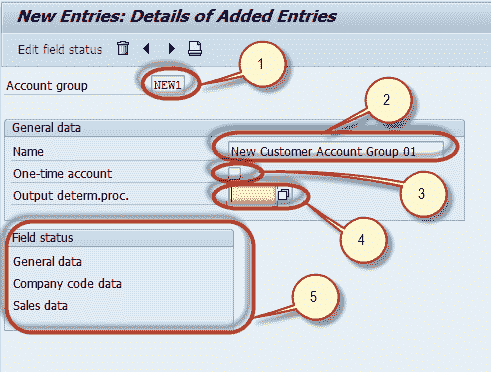 New Entries: Details of Added Entries
Edit field status
1
Account group NEW1
2
General data
Name New Customer Account Group 01
One-time account
3
Output determ.proc.
4
Field status
General data
Company code data
5
Sales data